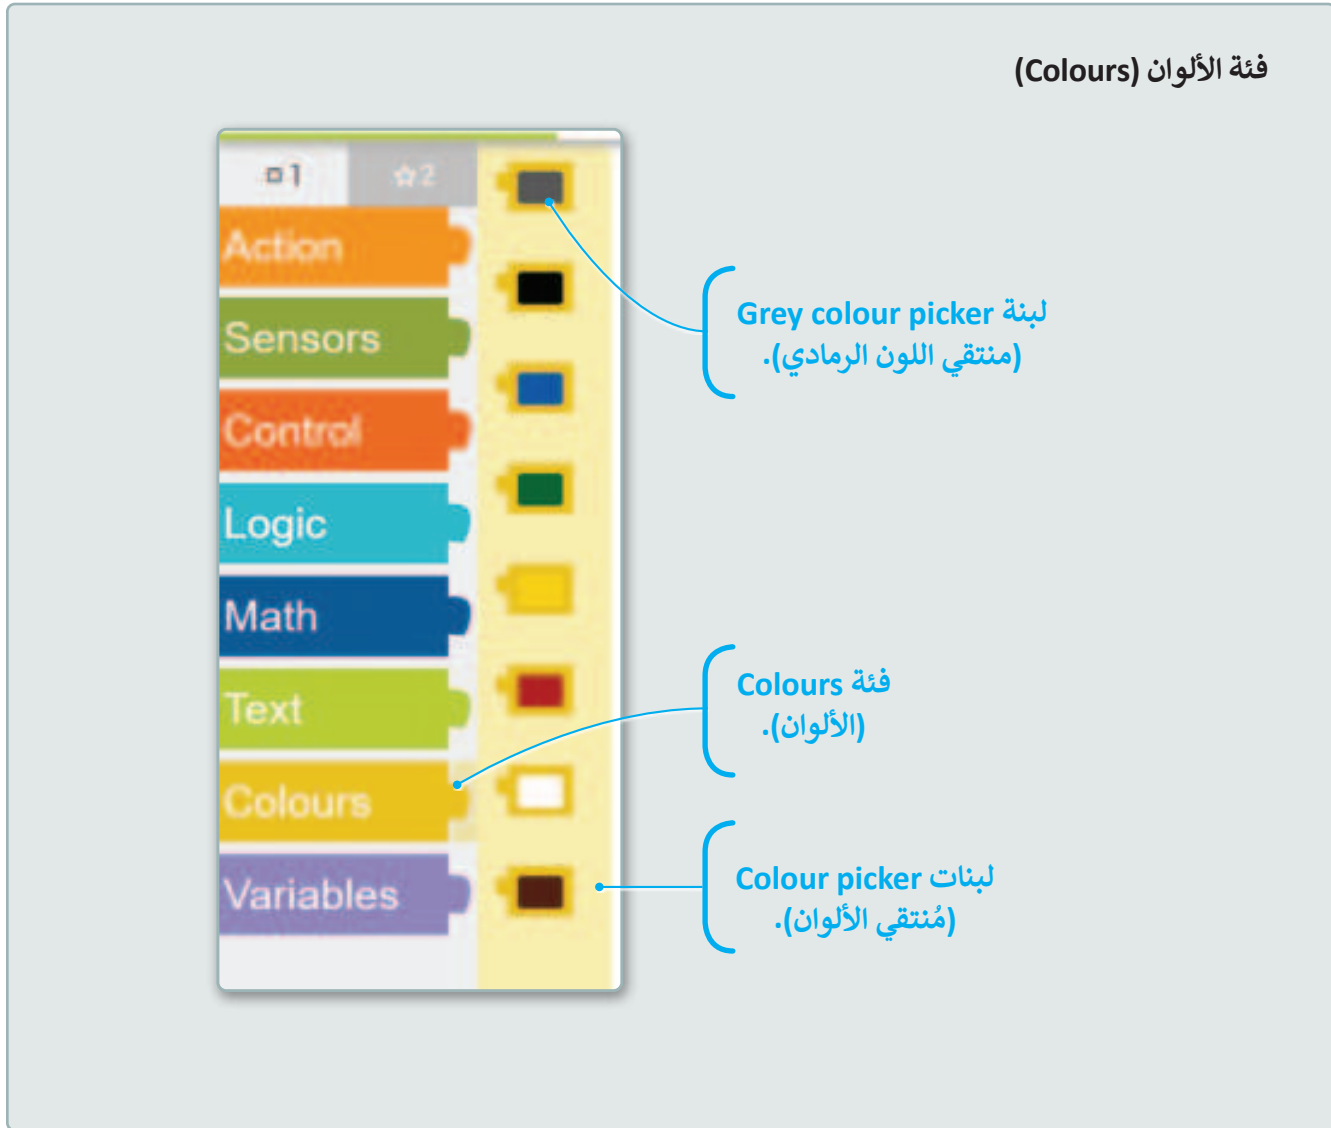 فئة الألوان (Colours)
1
2
Action
Sensors
Control
Logic
Math
Text
Colours
Variables
لبنة Grey colour picker
(منتقي اللون الرمادي).
فئة Colours
(الألوان).
لبنات Colour picker
(مُنتقي الألوان).